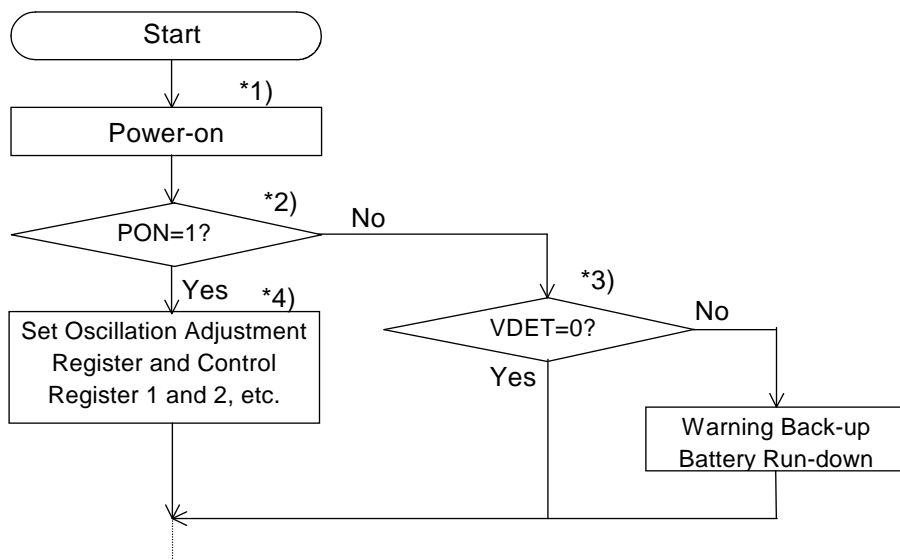 Start
*1)
Power-on
*2)
PON=1?
No
Yes
*4)
*3)
VDET=0?
No
Yes
Set Oscillation Adjustment
Register and Control
Register 1 and 2, etc.
Warning Back-up
Battery Run-down